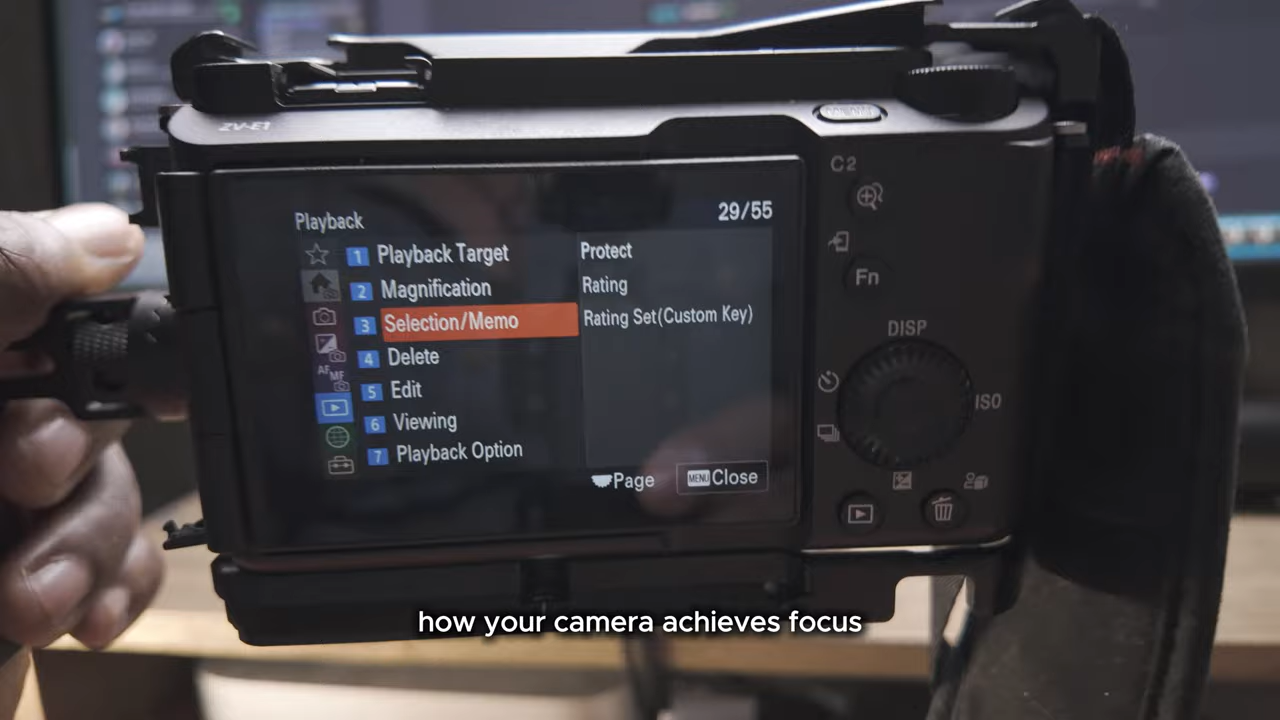 ZV-E1
C2
Playback
29/55
1 Playback Target
2 Magnification
3 Selection/Memo
4 Delete
5 Edit
6 Viewing
7 Playback Option
Protect
Rating
Rating Set(Custom Key)
AF MF
Page
MENU Close
Fn
DISP
ISO
how your camera achieves focus